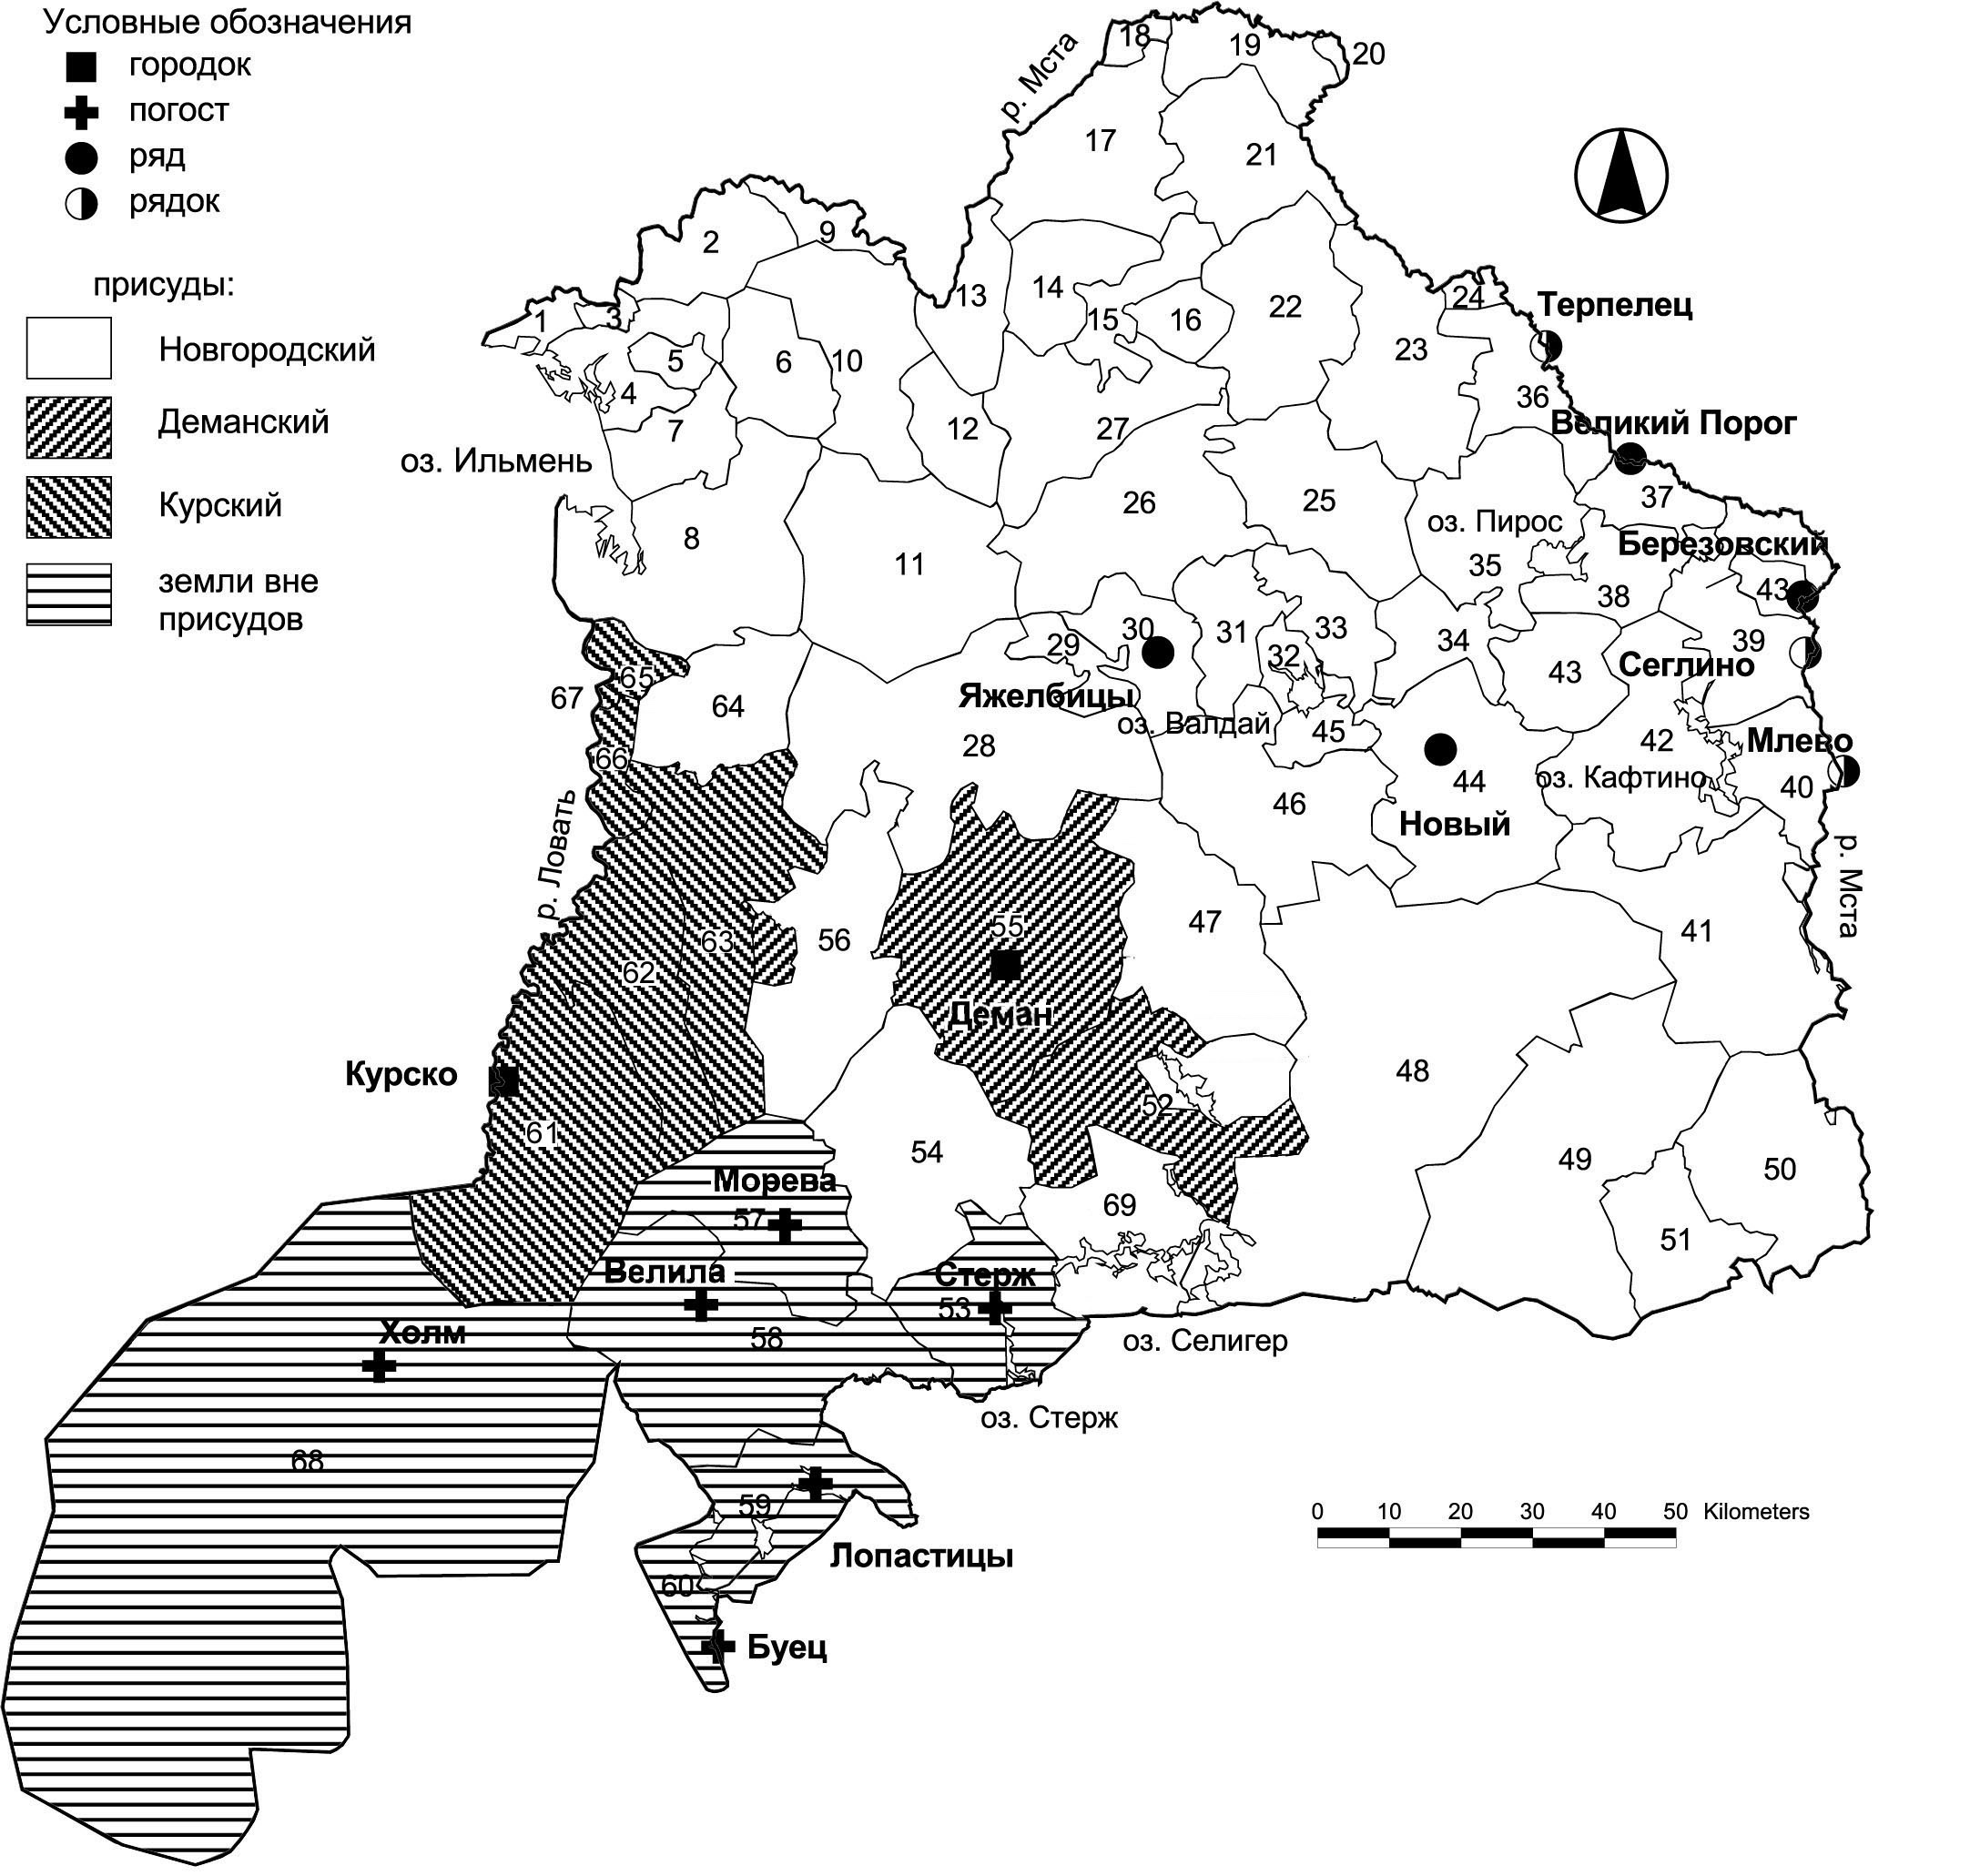 Условные обозначения
городок
погост
ряд
рядок
присуды:
Новгородский
Деманский
Курский
земли вне
присудов
р. Мста
18
19
20
17
21
2
9
13
14
15
16
22
24
Терпелец
1
3
5
6
10
23
4
36
7
12
27
Великий Порог
оз. Ильмень
37
26
25
оз. Пирос
8
Березовский
11
35
38
43
29
30
31
33
32
34
39
65
43
Сеглино
67
64
Яжелбицы
оз. Валдай
45
28
42
Млево
66
оз. Кафтино
40
46
44
Новый
р. Ловать
р. Мста
55
47
41
56
63
62
Деман
Курско
48
52
61
54
49
50
Морева
57
69
51
Велила
Стерж
53
Холм
58
оз. Селигер
оз. Стерж
68
59
0 10 20 30 40 50 Kilometers
Лопастицы
60
Буец